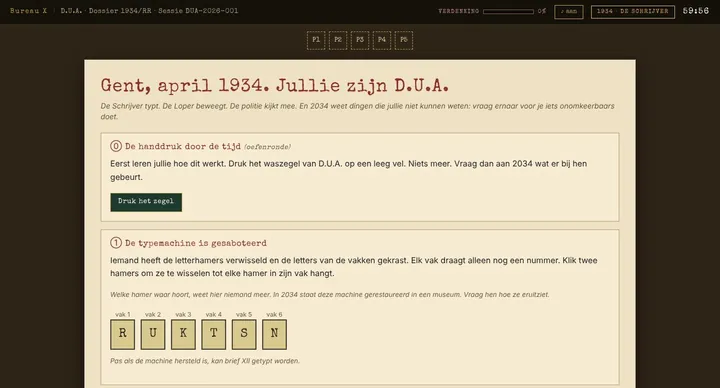 Bureau X | D.U.A. · Dossier 1934/RR · Sessie DUA-2026-001
VERDENKING 0%
aan
1934 · DE SCHRIJVER
59:56
P1 P2 P3 P4 P5
Gent, april 1934. Jullie zijn D.U.A.
De Schrijver typt. De Loper beweegt. De politie kijkt mee. En 2034 weet dingen die jullie niet kunnen weten: vraag ernaar voor je iets onomkeerbaars
doet.
⓪ De handdruk door de tijd (oefenronde)
Eerst leren jullie hoe dit werkt. Druk het waszegel van D.U.A. op een leeg vel. Niets meer. Vraag dan aan 2034 wat er bij hen
gebeurt.
Druk het zegel
① De typemachine is gesaboteerd
Iemand heeft de letterhamers verwisseld en de letters van de vakken gekrast. Elk vak draagt alleen nog een nummer. Klik twee
hamers om ze te wisselen tot elke hamer in zijn vak hangt.
Welke hamer waar hoort, weet hier niemand meer. In 2034 staat deze machine gerestaureerd in een museum. Vraag hen hoe ze eruitziet.
vak 1 vak 2 vak 3 vak 4 vak 5 vak 6
R U K T S N
Pas als de machine hersteld is, kan brief XII getypt worden.